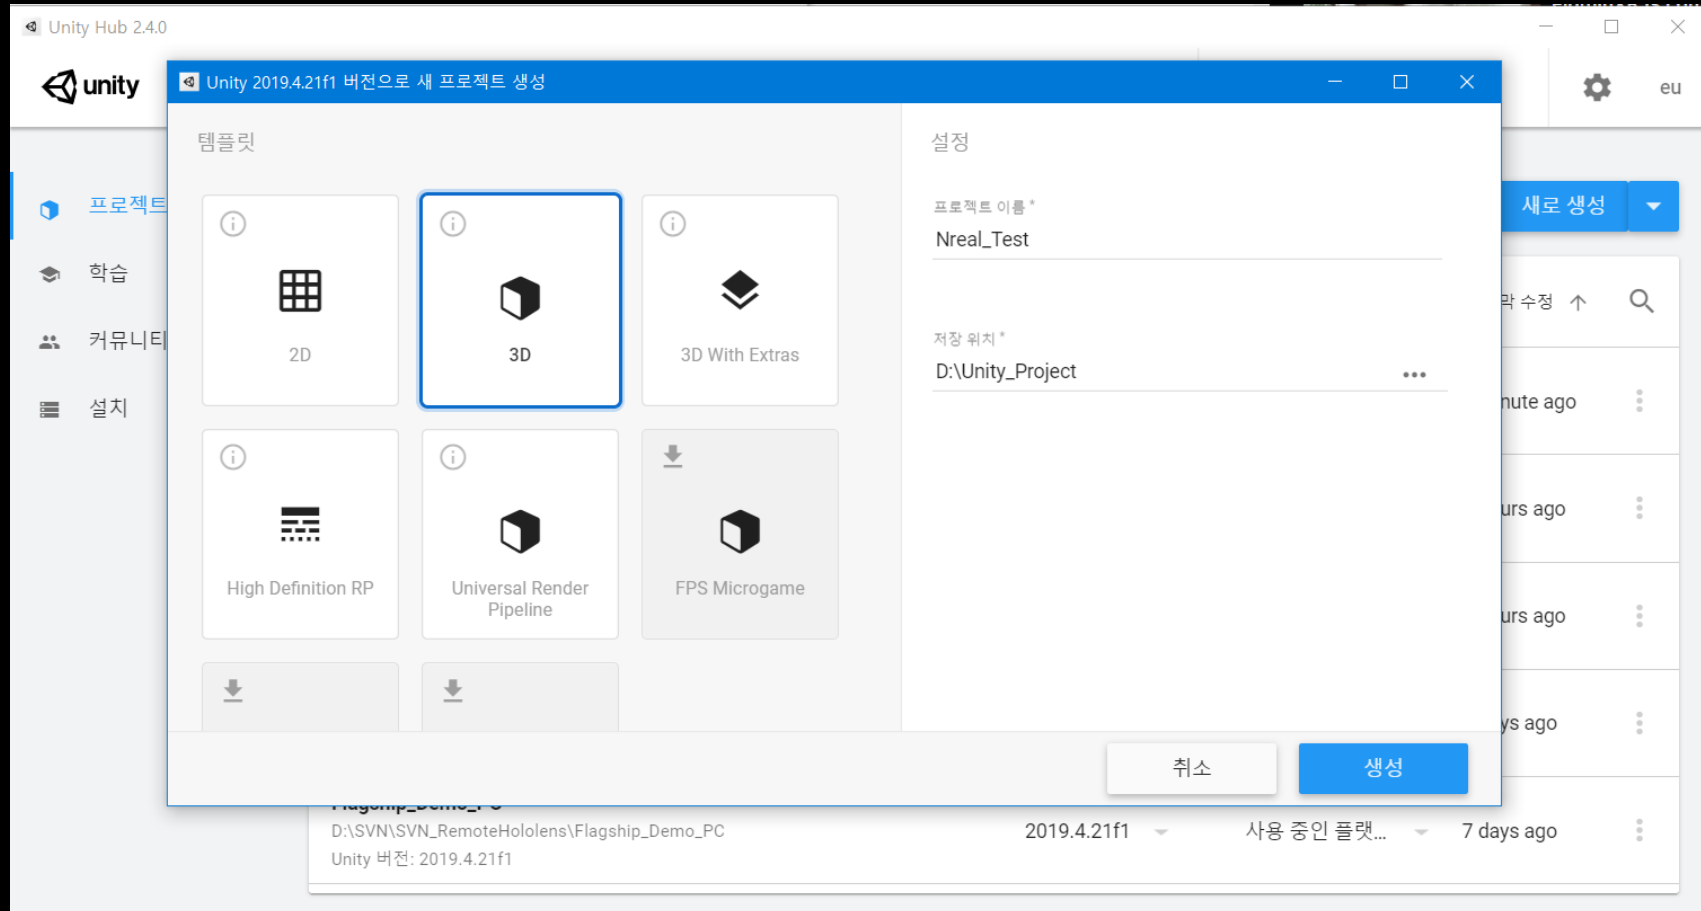 Unity Hub 2.4.0
unity
eu
Unity 2019.4.21f1 버전으로 새 프로젝트 생성
템플릿
설정
프로젝트
학습
커뮤니티
설치
2D
3D
3D With Extras
High Definition RP
Universal Render
Pipeline
FPS Microgame
프로젝트 이름 *
Nreal_Test
저장 위치 *
D:\Unity_Project
...
취소
생성
새로 생성
막 수정
nute ago
urs ago
urs ago
ys ago
Flagship_Demo_PC
D:\SVN\SVN_RemoteHololens\Flagship_Demo_PC
Unity 버전: 2019.4.21f1
2019.4.21f1
사용 중인 플랫...
7 days ago